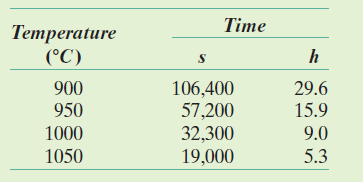 Temperature Time
(°C) s h
900 106,400 29.6
950 57,200 15.9
1000 32,300 9.0
1050 19,000 5.3